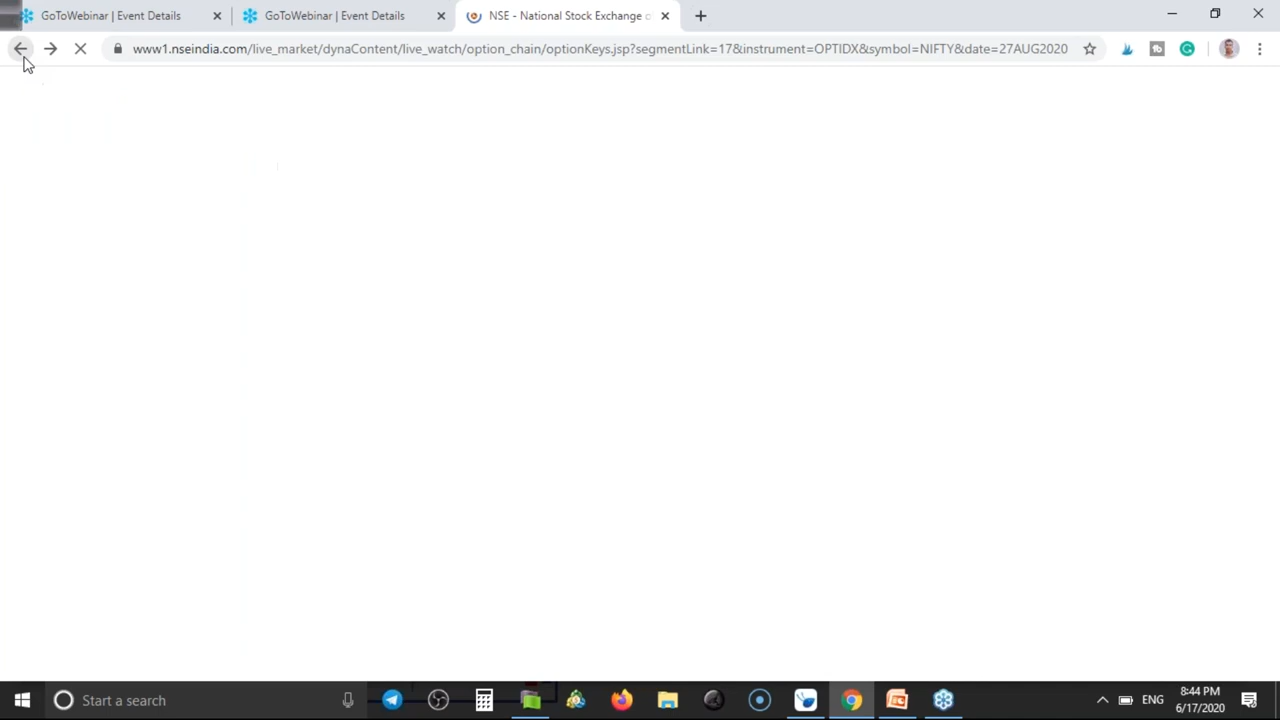 GoToWebinar | Event Details
GoToWebinar | Event Details
NSE - National Stock Exchange o
www1.nseindia.com/live_market/dynaContent/live_watch/option_chain/optionKeys.jsp?segmentLink=17&instrument=OPTIDX&symbol=NIFTY&date=27AUG2020
Start a search
ENG
8:44 PM
6/17/2020